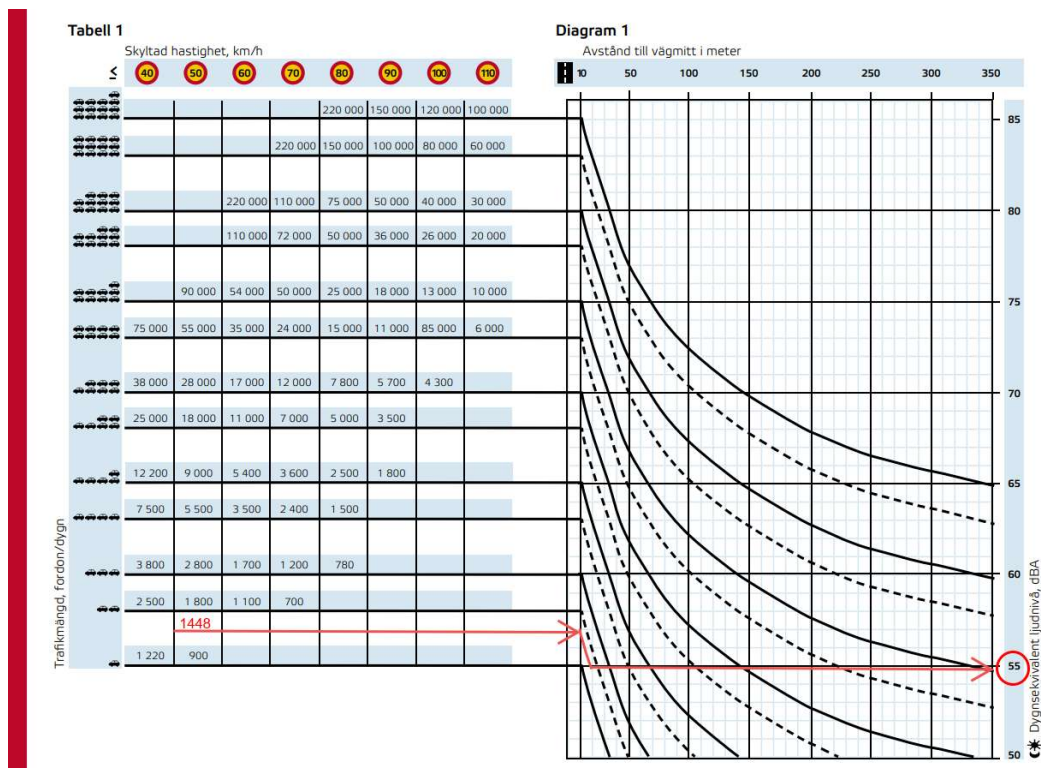 Tabell 1
Diagram 1
Skyltad hastighet, km/h
Avstånd till vägmitt i meter
≤ 40 50 60 70 80 90 100 110
10 50 100 150 200 250 300 350
220 000 150 000 120 000 100 000
85
220 000 150 000 100 000 80 000 60 000
220 000 110 000 75 000 50 000 40 000 30 000
80
110 000 72 000 50 000 36 000 26 000 20 000
90 000 54 000 50 000 25 000 18 000 13 000 10 000
75
75 000 55 000 35 000 24 000 15 000 11 000 85 000 6 000
38 000 28 000 17 000 12 000 7 800 5 700 4 300
70
25 000 18 000 11 000 7 000 5 000 3 500
12 200 9 000 5 400 3 600 2 500 1 800
65
7 500 5 500 3 500 2 400 1 500
3 800 2 800 1 700 1 200 780
60
2 500 1 800 1 100 700
1448
1 220 900
55
50
Trafikmängd, fordon/dygn
Dygnsekvivalent ljudnivå, dBA